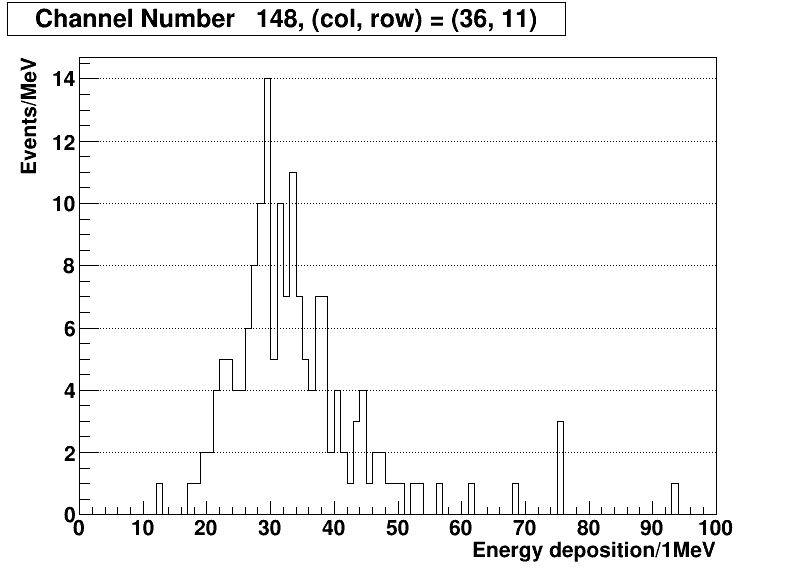 Channel Number 148, (col, row) = (36, 11)
Events/MeV
14
12
10
8
6
4
2
0
0 10 20 30 40 50 60 70 80 90 100
Energy deposition/1MeV